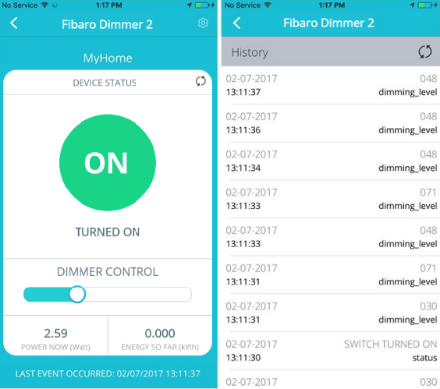 No Service 1:17 PM
Fibaro Dimmer 2
MyHome
DEVICE STATUS
ON
TURNED ON
DIMMER CONTROL
2.59 0.000
POWER NOW (Watt) ENERGY SO FAR (kWh)
LAST EVENT OCCURRED: 02/07/2017 13:11:37
No Service 1:17 PM
Fibaro Dimmer 2
History
02-07-2017 048
13:11:37 dimming_level
02-07-2017 048
13:11:36 dimming_level
02-07-2017 048
13:11:34 dimming_level
02-07-2017 071
13:11:33 dimming_level
02-07-2017 048
13:11:33 dimming_level
02-07-2017 071
13:11:31 dimming_level
02-07-2017 030
13:11:31 dimming_level
02-07-2017 SWITCH TURNED ON
13:11:30 status
02-07-2017 030